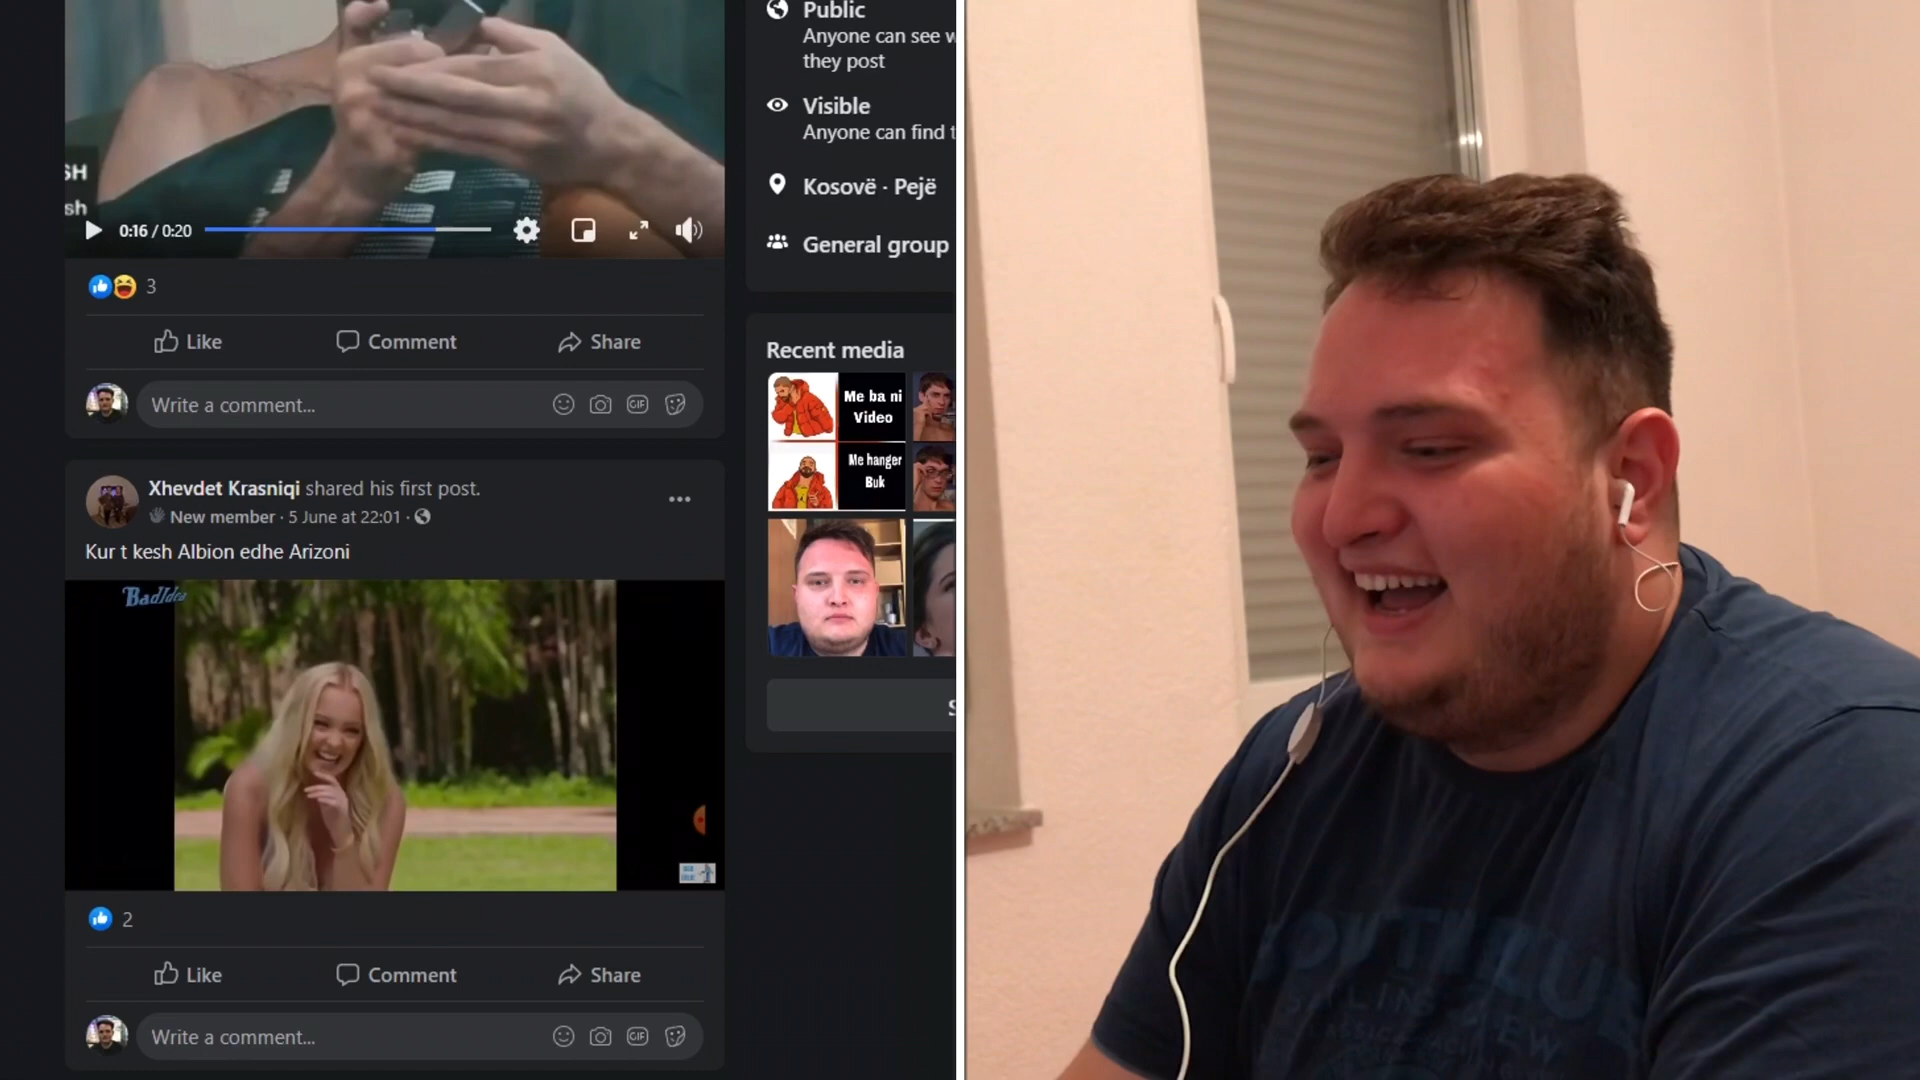 SH
sh
0:16 / 0:20
3
Like
Comment
Share
Write a comment...
GIF
Xhevdet Krasniqi shared his first post.
New member · 5 June at 22:01 ·
Kur t kesh Albion edhe Arizoni
BadIdea
2
Like
Comment
Share
Write a comment...
GIF
Public
Anyone can see w
they post
Visible
Anyone can find t
Kosovë · Pejë
General group
Recent media
Me ba ni
Video
Me hanger
Buk
S